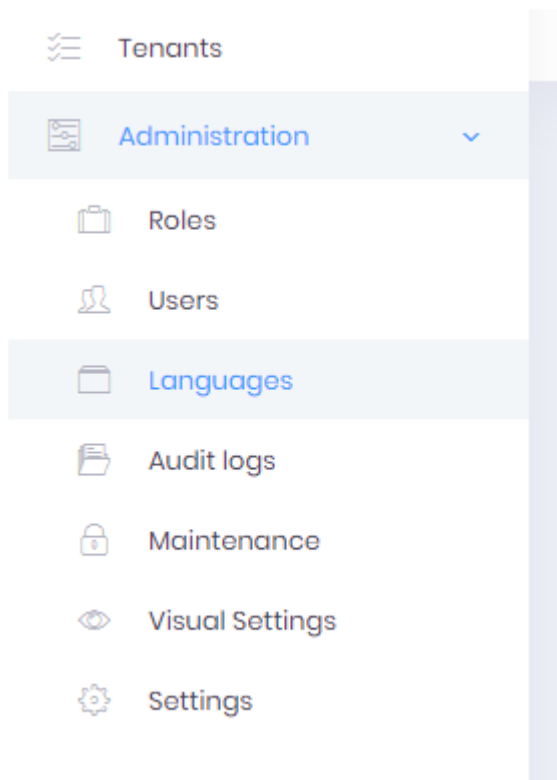 Tenants
Administration
Roles
Users
Languages
Audit logs
Maintenance
Visual Settings
Settings